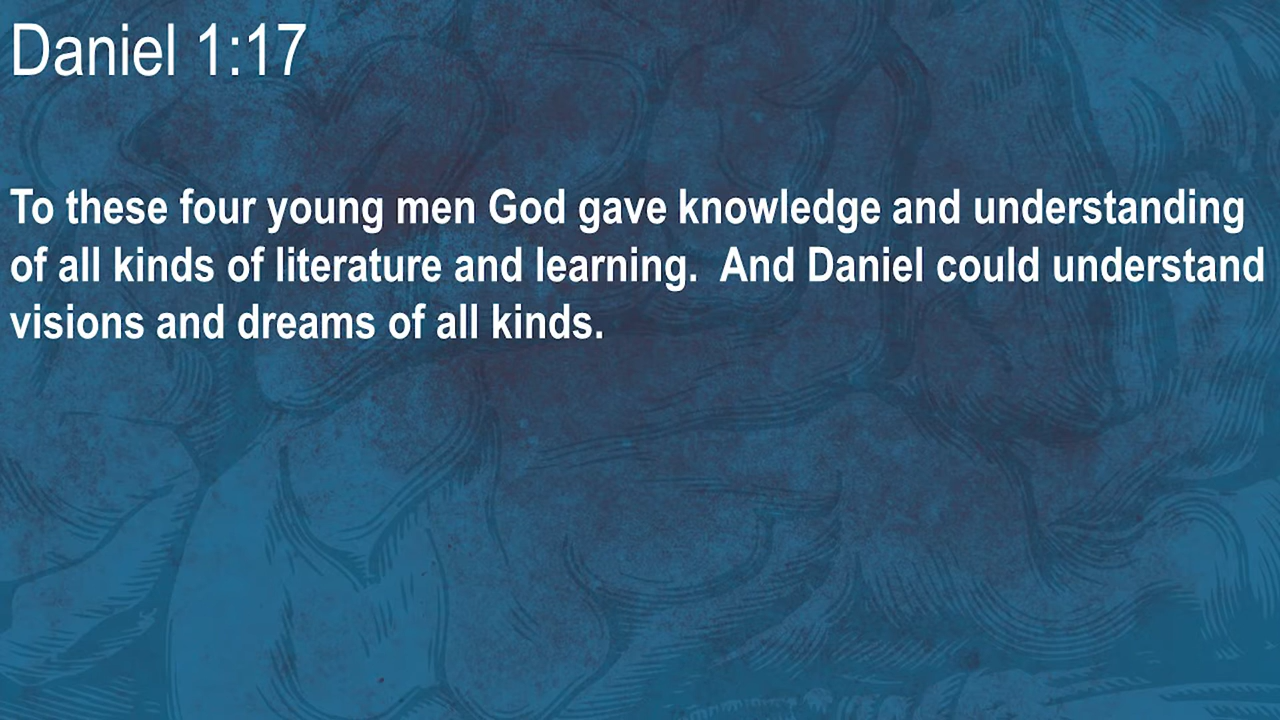 Daniel 1:17
To these four young men God gave knowledge and understanding
of all kinds of literature and learning.  And Daniel could understand
visions and dreams of all kinds.